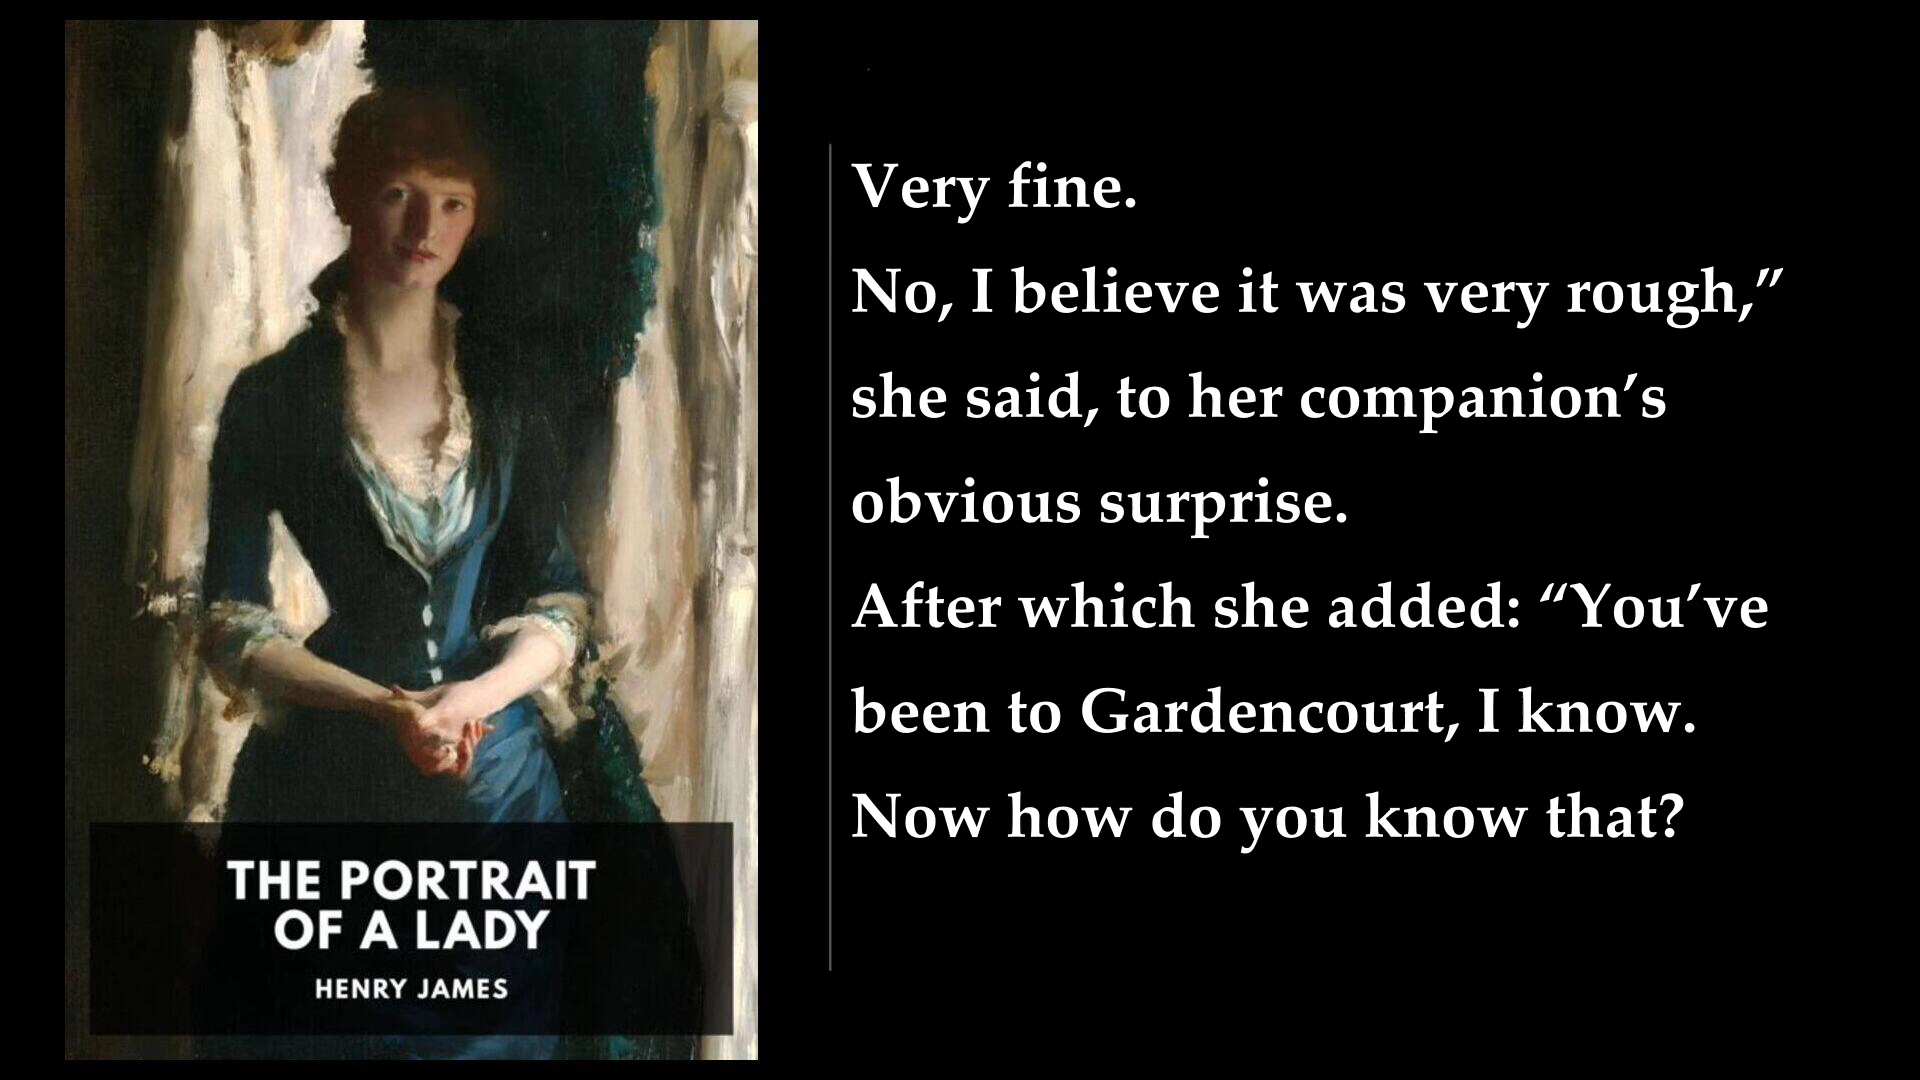 THE PORTRAIT
OF A LADY
HENRY JAMES
Very fine.
No, I believe it was very rough,”
she said, to her companion’s
obvious surprise.
After which she added: “You’ve
been to Gardencourt, I know.
Now how do you know that?